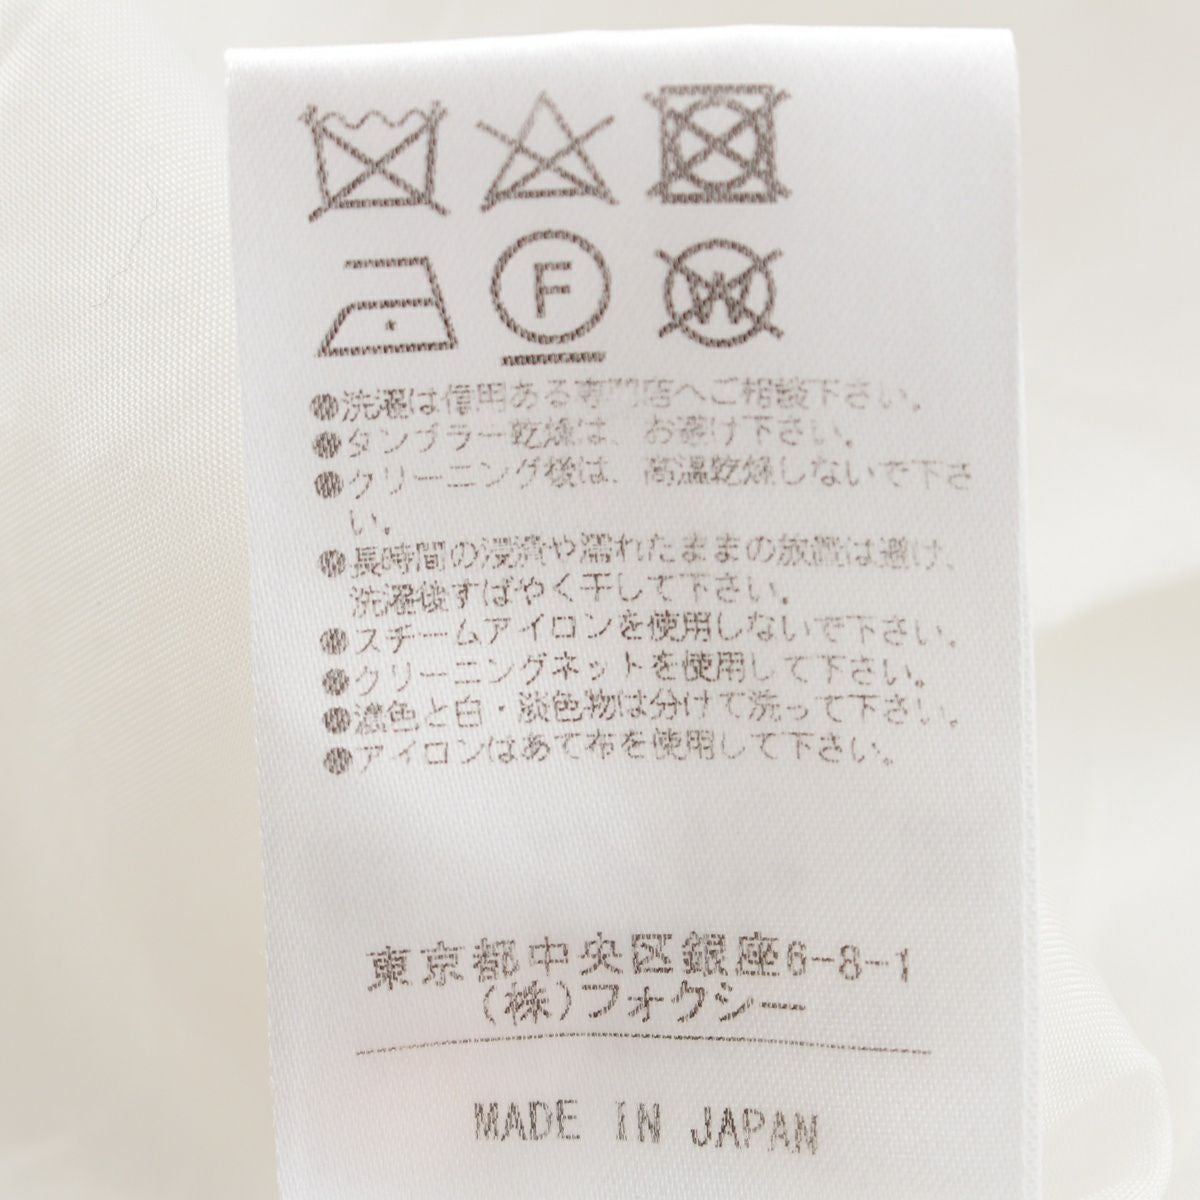 F
W
●洗濯は信用ある専門店へご相談下さい。
●タンブラー乾燥は、お避け下さい。
●クリーニング後は、高温乾燥しないで下さ
い。
●長時間の浸漬や濡れたままの放置は避け、
洗濯後すばやく干して下さい。
●スチームアイロンを使用しないで下さい。
●クリーニングネットを使用して下さい。
●濃色と白・淡色物は分けて洗って下さい。
●アイロンはあて布を使用して下さい。
東京都中央区銀座6-8-1
(株)フォクシー
MADE IN JAPAN